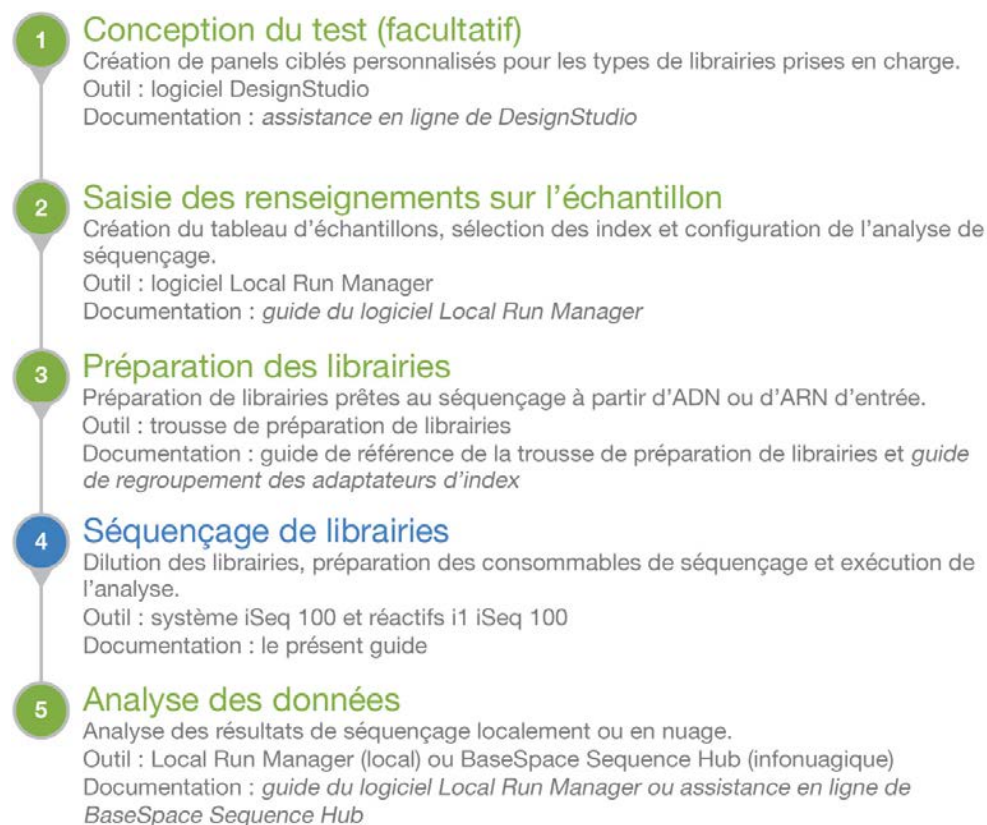 1
Conception du test (facultatif)
Création de panels ciblés personnalisés pour les types de librairies prises en charge.
Outil : logiciel DesignStudio
Documentation : assistance en ligne de DesignStudio
2
Saisie des renseignements sur l'échantillon
Création du tableau d'échantillons, sélection des index et configuration de l'analyse de
séquençage.
Outil : logiciel Local Run Manager
Documentation : guide du logiciel Local Run Manager
3
Préparation des librairies
Préparation de librairies prêtes au séquençage à partir d'ADN ou d'ARN d'entrée.
Outil : trousse de préparation de librairies
Documentation : guide de référence de la trousse de préparation de librairies et guide
de regroupement des adaptateurs d'index
4
Séquençage de librairies
Dilution des librairies, préparation des consommables de séquençage et exécution de
l'analyse.
Outil : système iSeq 100 et réactifs i1 iSeq 100
Documentation : le présent guide
5
Analyse des données
Analyse des résultats de séquençage localement ou en nuage.
Outil : Local Run Manager (local) ou BaseSpace Sequence Hub (infonuagique)
Documentation : guide du logiciel Local Run Manager ou assistance en ligne de
BaseSpace Sequence Hub